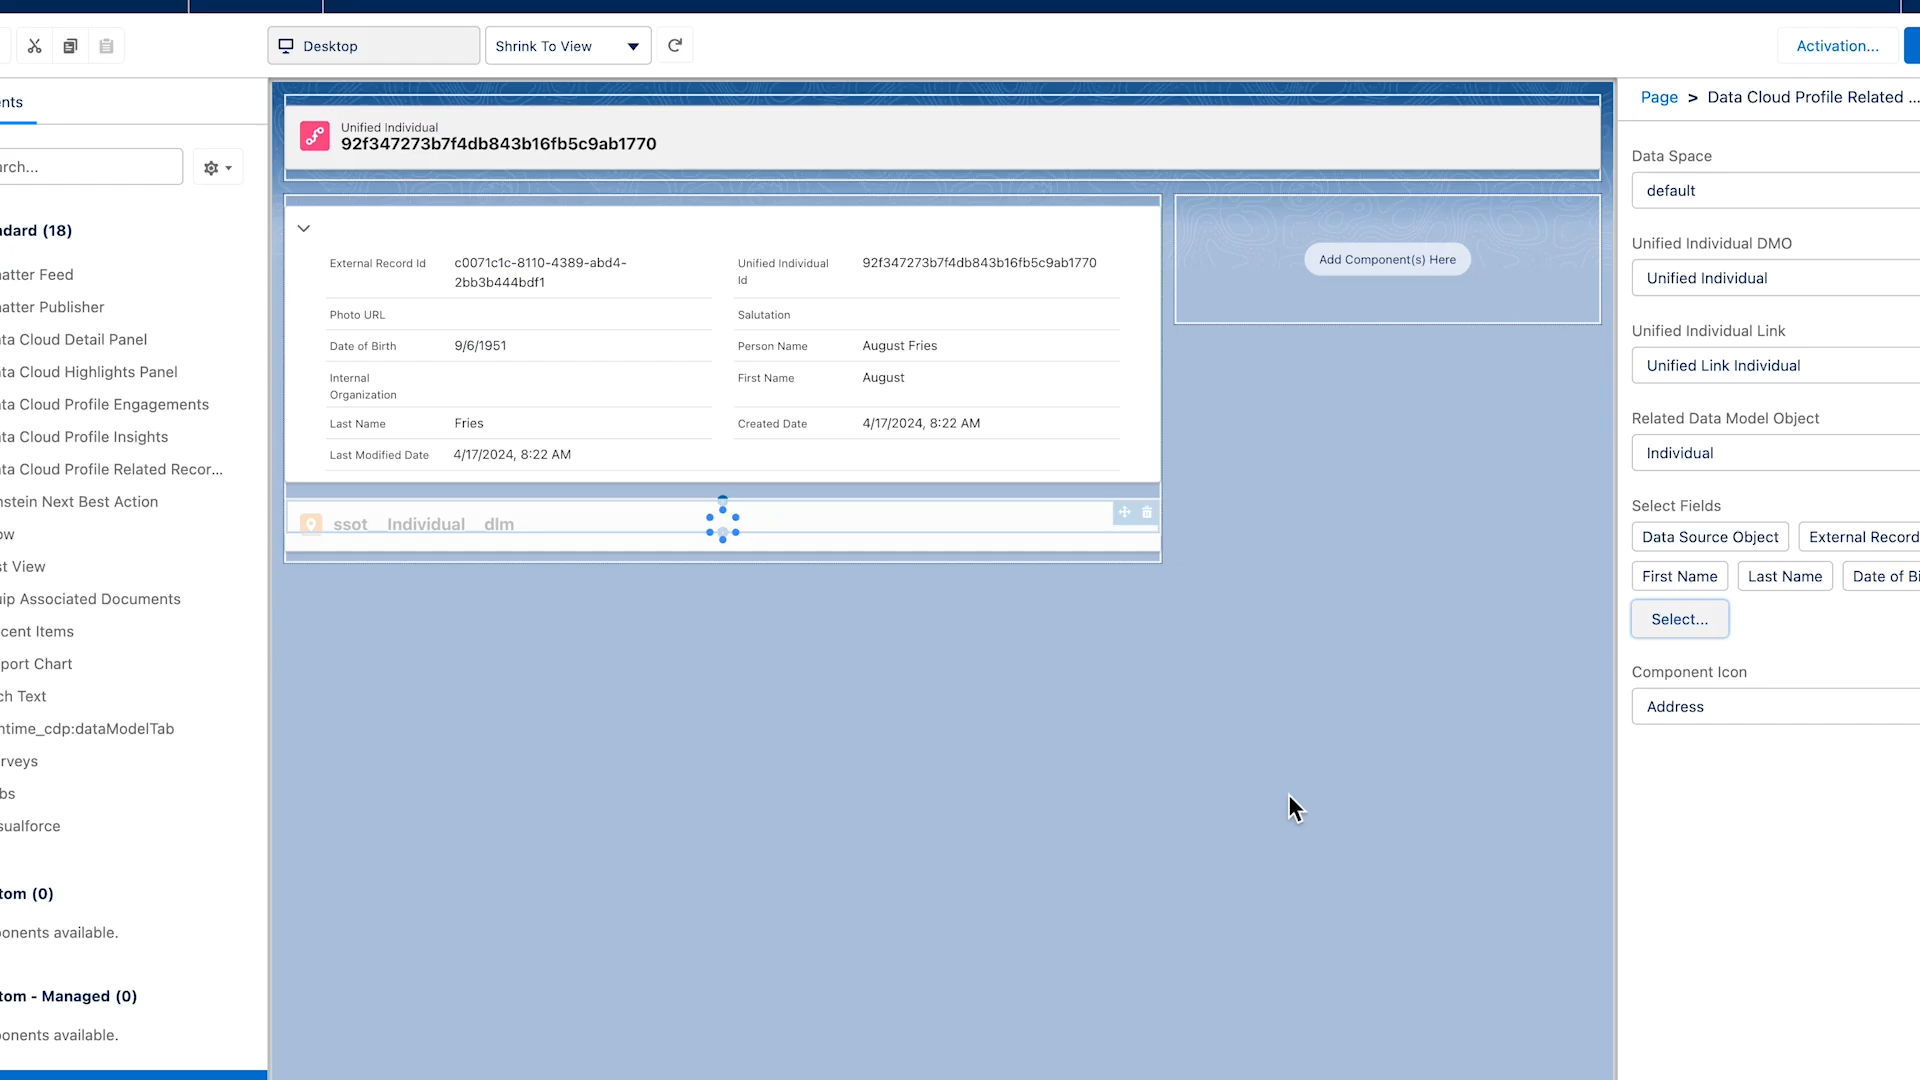 Desktop
Shrink To View
Activation...
nts
rch...
dard (18)
atter Feed
atter Publisher
ta Cloud Detail Panel
ta Cloud Highlights Panel
ta Cloud Profile Engagements
ta Cloud Profile Insights
ta Cloud Profile Related Recor...
nstein Next Best Action
ow
st View
uip Associated Documents
cent Items
port Chart
ch Text
ntime_cdp:dataModelTab
rveys
bs
sualforce
tom (0)
onents available.
tom - Managed (0)
onents available.
Unified Individual
92f347273b7f4db843b16fb5c9ab1770
External Record Id
c0071c1c-8110-4389-abd4-
2bb3b444bdf1
Unified Individual
Id
92f347273b7f4db843b16fb5c9ab1770
Photo URL
Salutation
Date of Birth
9/6/1951
Person Name
August Fries
Internal
Organization
First Name
August
Last Name
Fries
Created Date
4/17/2024, 8:22 AM
Last Modified Date
4/17/2024, 8:22 AM
ssot__Individual__dlm
Add Component(s) Here
Page > Data Cloud Profile Related ...
Data Space
default
Unified Individual DMO
Unified Individual
Unified Individual Link
Unified Link Individual
Related Data Model Object
Individual
Select Fields
Data Source Object
External Record
First Name
Last Name
Date of Bi
Select...
Component Icon
Address